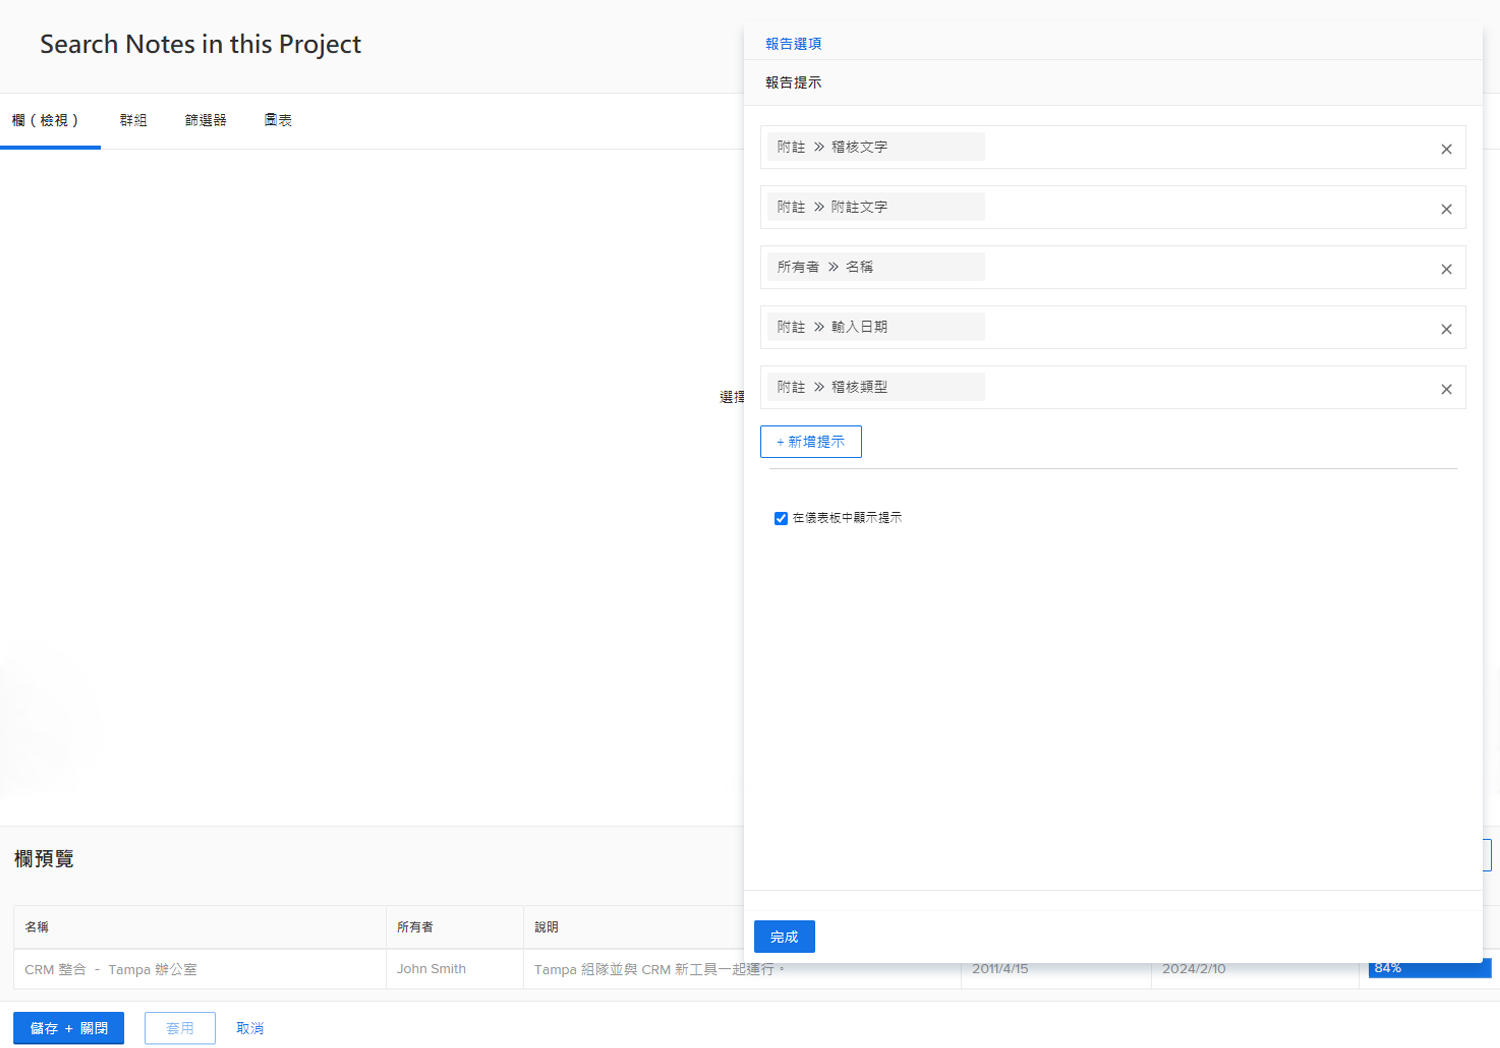 Search Notes in this Project
欄（檢視）
群組
篩選器
圖表
報告選項
報告提示
附註 » 稽核文字
附註 » 附註文字
所有者 » 名稱
附註 » 輸入日期
附註 » 稽核類型
+ 新增提示
在儀表板中顯示提示
選擇
完成
欄預覽
名稱 所有者 說明
CRM 整合 － Tampa 辦公室 John Smith Tampa 組隊並與 CRM 新工具一起運行。 2011/4/15 2024/2/10 84%
儲存 + 關閉
套用
取消